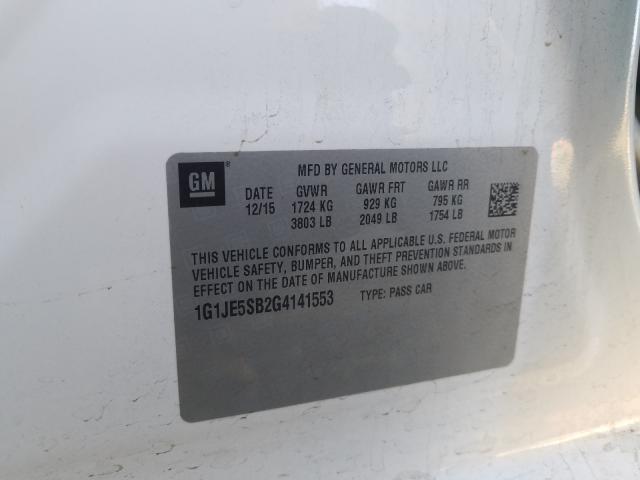 GM®
MFD BY GENERAL MOTORS LLC
DATE GVWR GAWR FRT GAWR RR
12/15 1724 KG 929 KG 795 KG
3803 LB 2049 LB 1754 LB
THIS VEHICLE CONFORMS TO ALL APPLICABLE U.S. FEDERAL MOTOR
VEHICLE SAFETY, BUMPER, AND THEFT PREVENTION STANDARDS IN
EFFECT ON THE DATE OF MANUFACTURE SHOWN ABOVE.
1G1JE5SB2G4141553 TYPE: PASS CAR